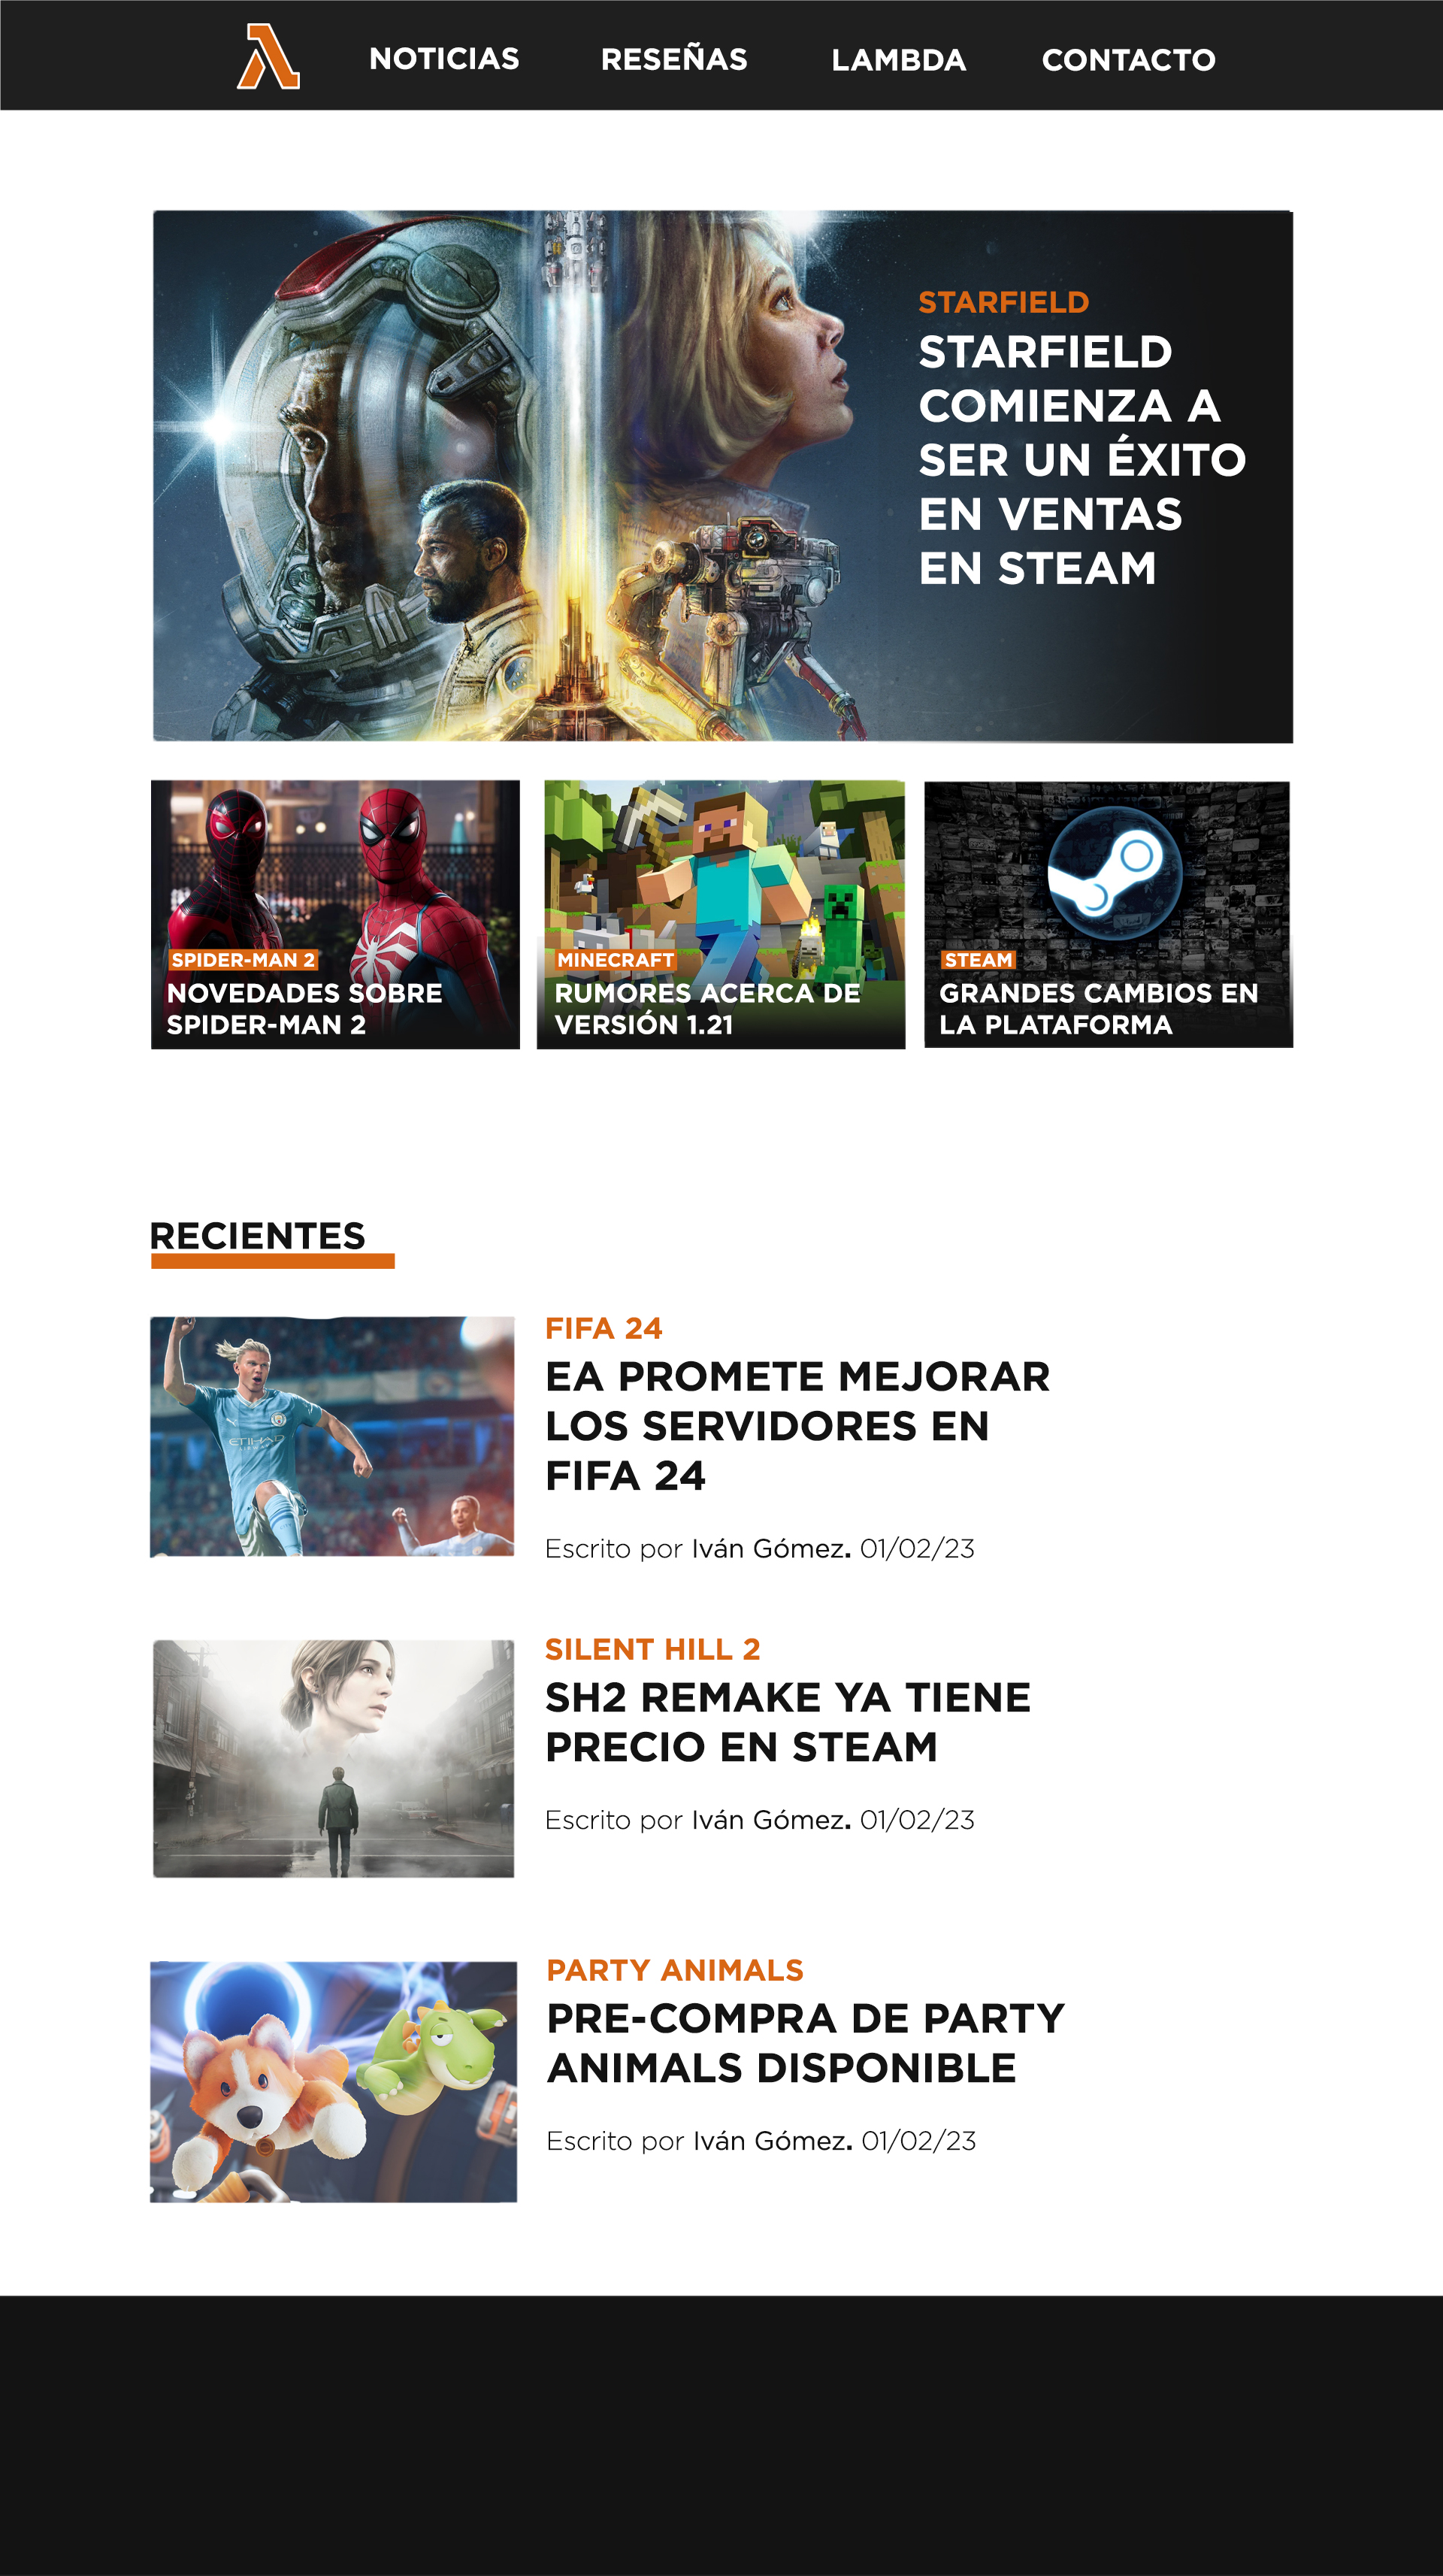 NOTICIAS RESEÑAS LAMBDA CONTACTO
STARFIELD
STARFIELD
COMIENZA A
SER UN ÉXITO
EN VENTAS
EN STEAM
SPIDER-MAN 2
NOVEDADES SOBRE
SPIDER-MAN 2
MINECRAFT
RUMORES ACERCA DE
VERSIÓN 1.21
STEAM
GRANDES CAMBIOS EN
LA PLATAFORMA
RECIENTES
ETIHAD
FIFA 24
EA PROMETE MEJORAR
LOS SERVIDORES EN
FIFA 24
Escrito por Iván Gómez. 01/02/23
SILENT HILL 2
SH2 REMAKE YA TIENE
PRECIO EN STEAM
Escrito por Iván Gómez. 01/02/23
PARTY ANIMALS
PRE-COMPRA DE PARTY
ANIMALS DISPONIBLE
Escrito por Iván Gómez. 01/02/23